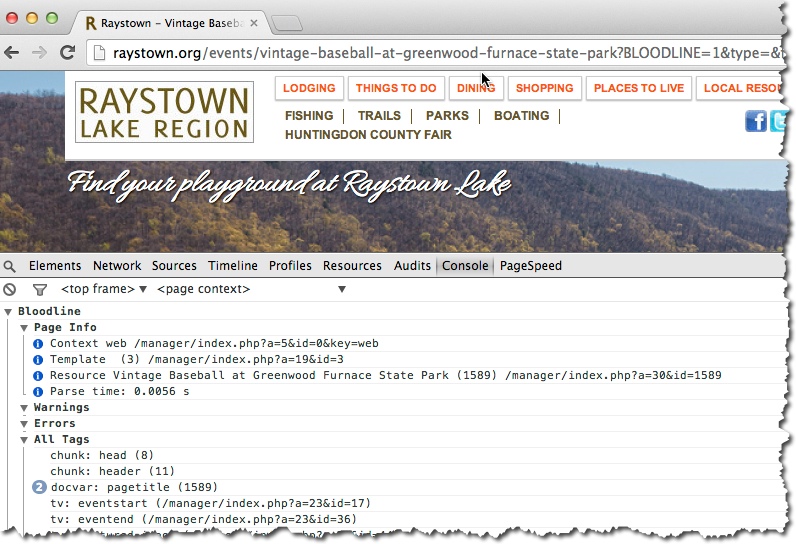 Raystown – Vintage Baseb
raystown.org/events/vintage-baseball-at-greenwood-furnace-state-park?BLOODLINE=1&type=&
RAYSTOWN
LAKE REGION
LODGING THINGS TO DO DINING SHOPPING PLACES TO LIVE LOCAL RESO
FISHING TRAILS PARKS BOATING
HUNTINGDON COUNTY FAIR
Find your playground at Raystown Lake
Elements Network Sources Timeline Profiles Resources Audits Console PageSpeed
<top frame> <page context>
Bloodline
Page Info
Context web /manager/index.php?a=5&id=0&key=web
Template (3) /manager/index.php?a=19&id=3
Resource Vintage Baseball at Greenwood Furnace State Park (1589) /manager/index.php?a=30&id=1589
Parse time: 0.0056 s
Warnings
Errors
All Tags
chunk: head (8)
chunk: header (11)
2 docvar: pagetitle (1589)
tv: eventstart (/manager/index.php?a=23&id=17)
tv: eventend (/manager/index.php?a=23&id=36)